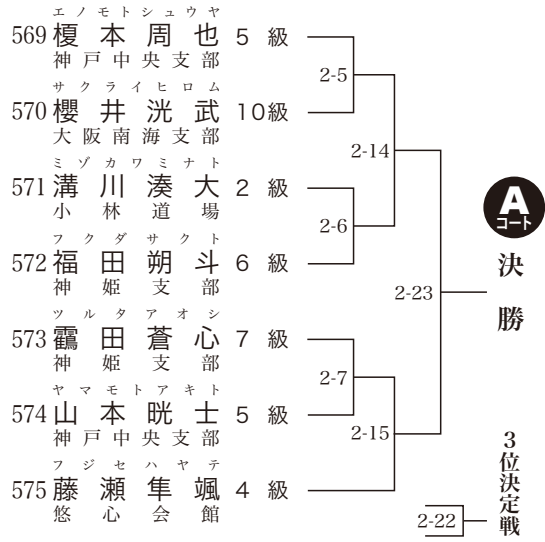 エノモトシュウヤ
569 榎本周也 5級
神戸中央支部
2-5
サクライヒロム
570 櫻井洸武 10級
大阪南海支部
2-14
ミゾカワミナト
571 溝川湊大 2級
小林道場
2-6
フクダサクト
572 福田朔斗 6級
神姫支部
2-23
A
コート
決勝
ツルタアオシ
573 靏田蒼心 7級
神姫支部
2-7
ヤマモトアキト
574 山本晄士 5級
神戸中央支部
2-15
フジセハヤテ
575 藤瀬隼颯 4級
悠心会館
2-22
3位決定戦